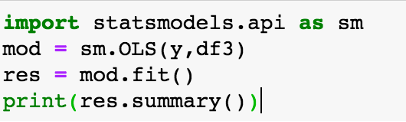 import statsmodels.api as sm
mod = sm.OLS(y,df3)
res = mod.fit()
print(res.summary())